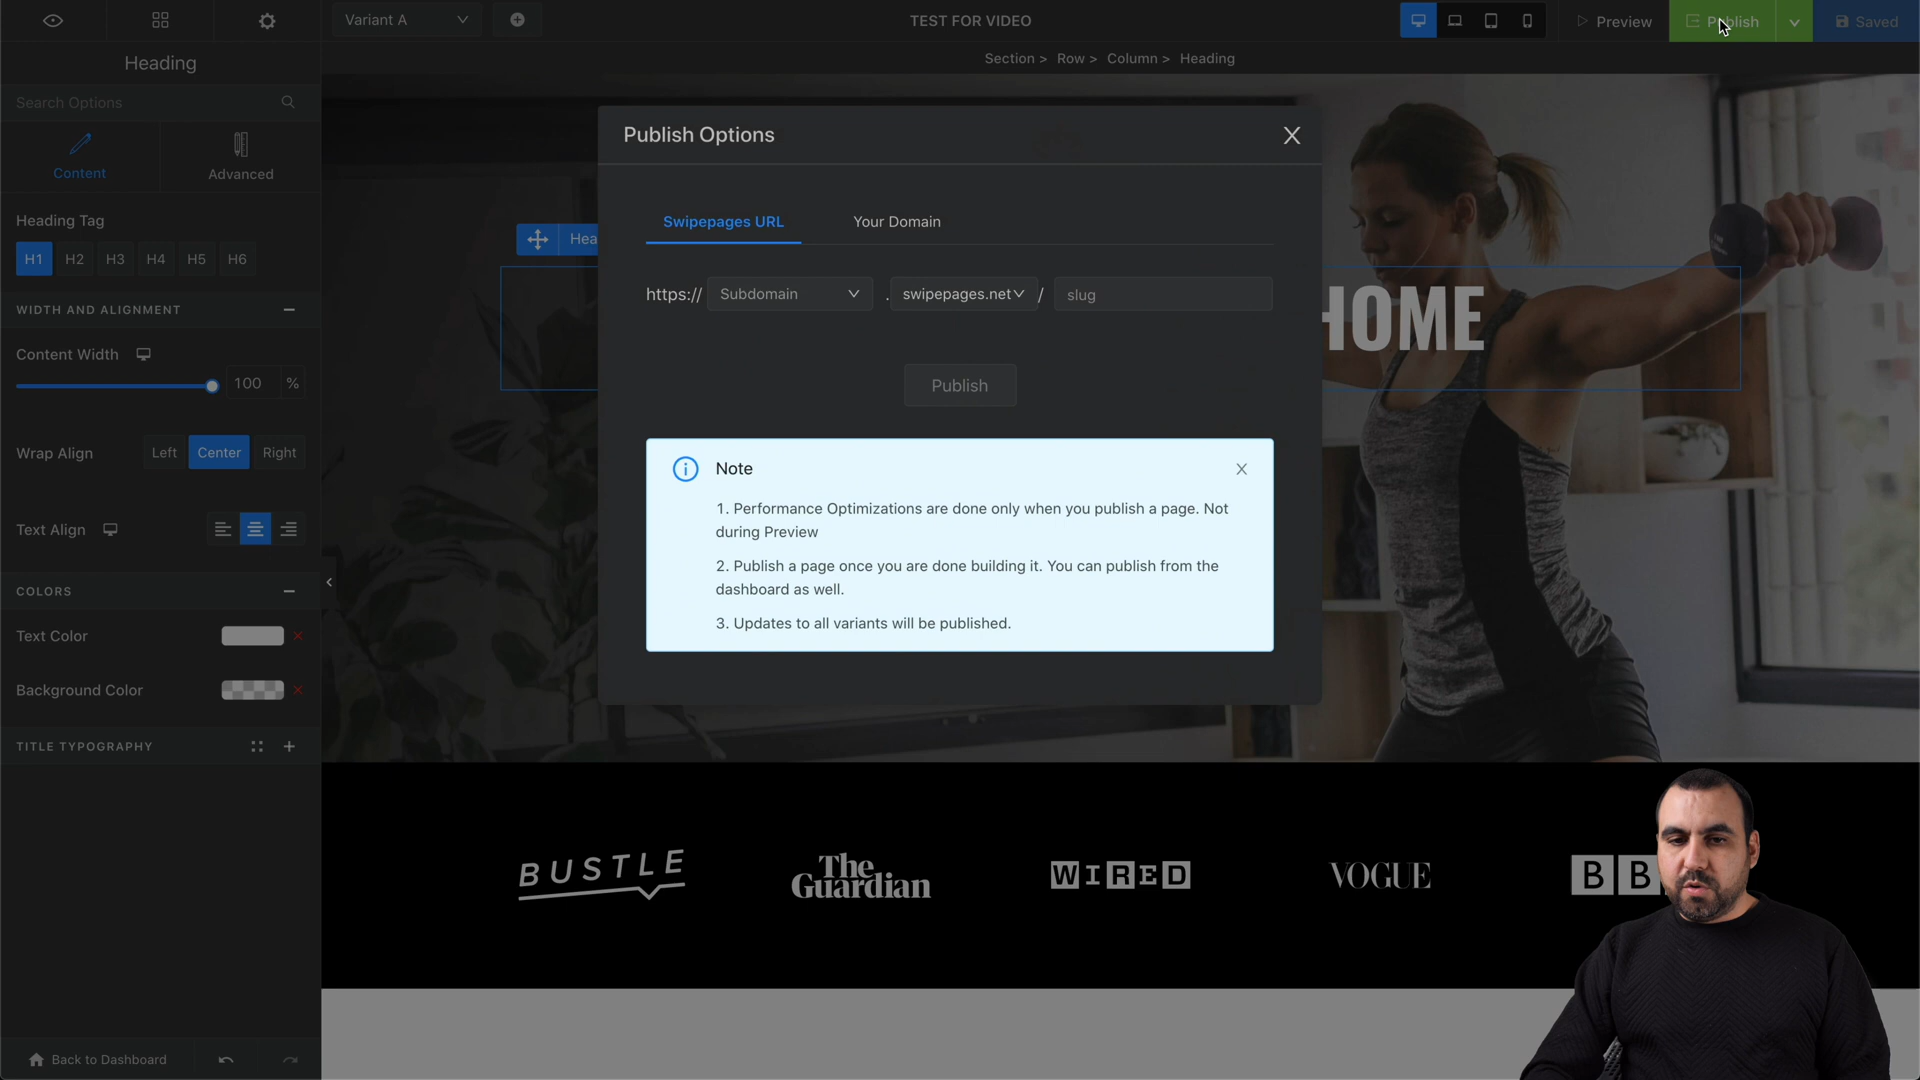 Variant A
TEST FOR VIDEO
Preview
Publish
Saved
Heading
Section > Row > Column > Heading
Search Options
Publish Options
Content
Advanced
Swipepages URL
Your Domain
Heading Tag
Hea
H1 H2 H3 H4 H5 H6
https:// Subdomain . swipepages.net / slug
HOME
WIDTH AND ALIGNMENT
Content Width
100 %
Publish
Wrap Align
Left Center Right
Note
1. Performance Optimizations are done only when you publish a page. Not
during Preview
Text Align
2. Publish a page once you are done building it. You can publish from the
dashboard as well.
COLORS
3. Updates to all variants will be published.
Text Color
Background Color
TITLE TYPOGRAPHY
BUSTLE
The
Guardian
WIRED
VOGUE
BB
Back to Dashboard